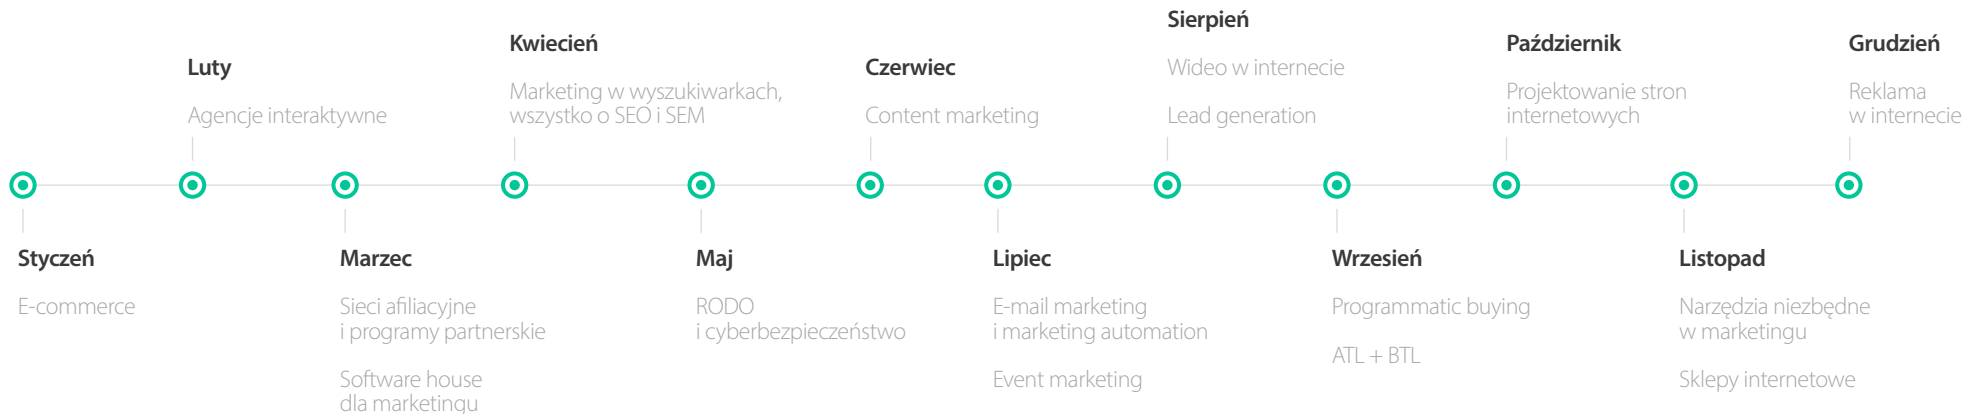 Styczeń
E-commerce
Luty
Agencje interaktywne
Marzec
Sieci afiliacyjne
i programy partnerskie
Software house
dla marketingu
Kwiecień
Marketing w wyszukiwarkach,
wszystko o SEO i SEM
Maj
RODO
i cyberbezpieczeństwo
Czerwiec
Content marketing
Lipiec
E-mail marketing
i marketing automation
Event marketing
Sierpień
Wideo w internecie
Lead generation
Wrzesień
Programmatic buying
ATL + BTL
Październik
Projektowanie stron
internetowych
Listopad
Narzędzia niezbędne
w marketingu
Sklepy internetowe
Grudzień
Reklama
w internecie